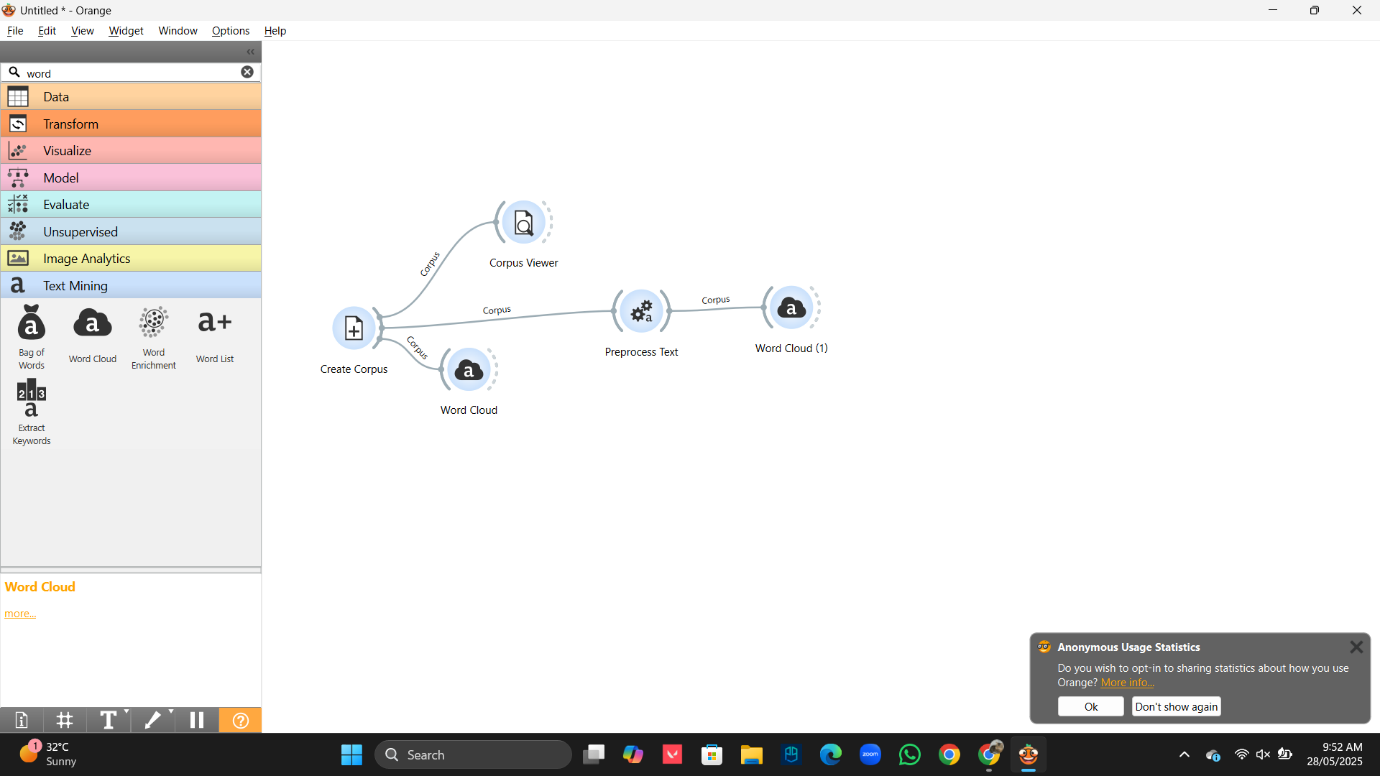 Untitled * - Orange
File Edit View Widget Window Options Help
word
Data
Transform
Visualize
Model
Evaluate
Unsupervised
Image Analytics
Text Mining
Bag of
Words
Word Cloud
Word
Enrichment
Word List
Extract
Keywords
Corpus
Corpus Viewer
Corpus
Corpus
Preprocess Text
Word Cloud (1)
Create Corpus
Corpus
Word Cloud
Word Cloud
more...
Anonymous Usage Statistics
Do you wish to opt-in to sharing statistics about how you use
Orange? More info...
Ok
Don't show again
1
32°C
Sunny
Search
zoom
9:52 AM
28/05/2025